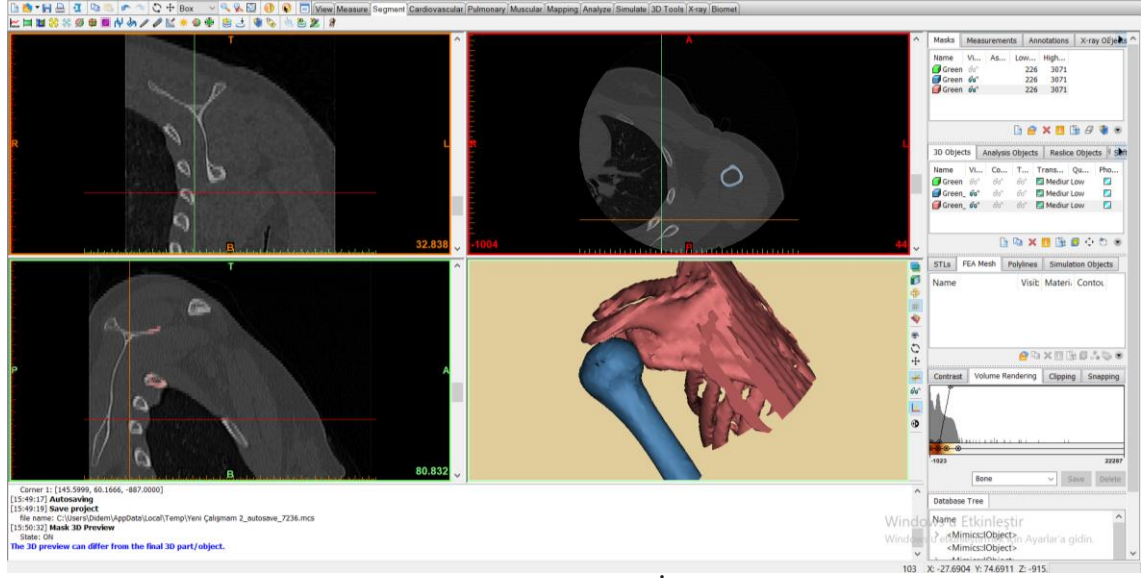 Box View Measure Segment Cardiovascular Pulmonary Muscular Mapping Analyze Simulate 3D Tools X-ray Biomet
T
R
L
B
32.838
A
R
L
-1004
P
44
T
P
A
B
80.832
Masks Measurements Annotations X-ray Objects
Name Vi... As... Low... High...
Green 226 3071
Green 226 3071
Green 226 3071
3D Objects Analysis Objects Reslice Objects
Name Vi... Co... T... Trans... Qu... Pho...
Green Mediur Low
Green_ Mediur Low
Green_ Mediur Low
STLs FEA Mesh Polylines Simulation Objects
Name Visit Materi. Contou
Contrast Volume Rendering Clipping Snapping
-1023 22287
Bone Save Delete
Database Tree
Name
<Mimics::IObject>
<Mimics::IObject>
Corner 1: [145.5999, 60.1666, -887.0000]
[15:49:17] Autosaving
[15:49:19] Save project
file name: C:\Users\Didem\AppData\Local\Temp\Yeni Çalışmam 2_autosave_7236.mcs
[15:50:32] Mask 3D Preview
State: ON
The 3D preview can differ from the final 3D part/object.
Windows'u Etkinleştir
Windows'u etkinleştirmek için Ayarlar'a gidin.
103 X: -27.6904 Y: 74.6911 Z: -915.